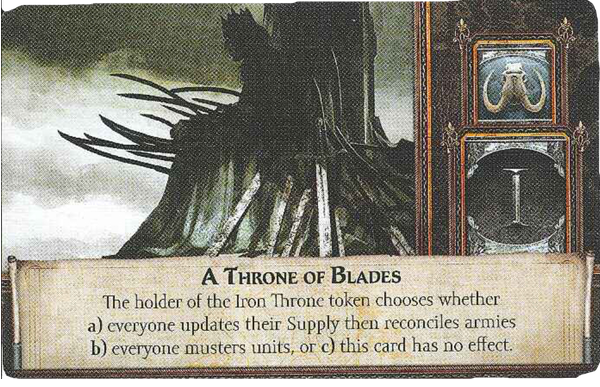 A THRONE OF BLADES
The holder of the Iron Throne token chooses whether
a) everyone updates their Supply then reconciles armies
b) everyone musters units, or c) this card has no effect.
I